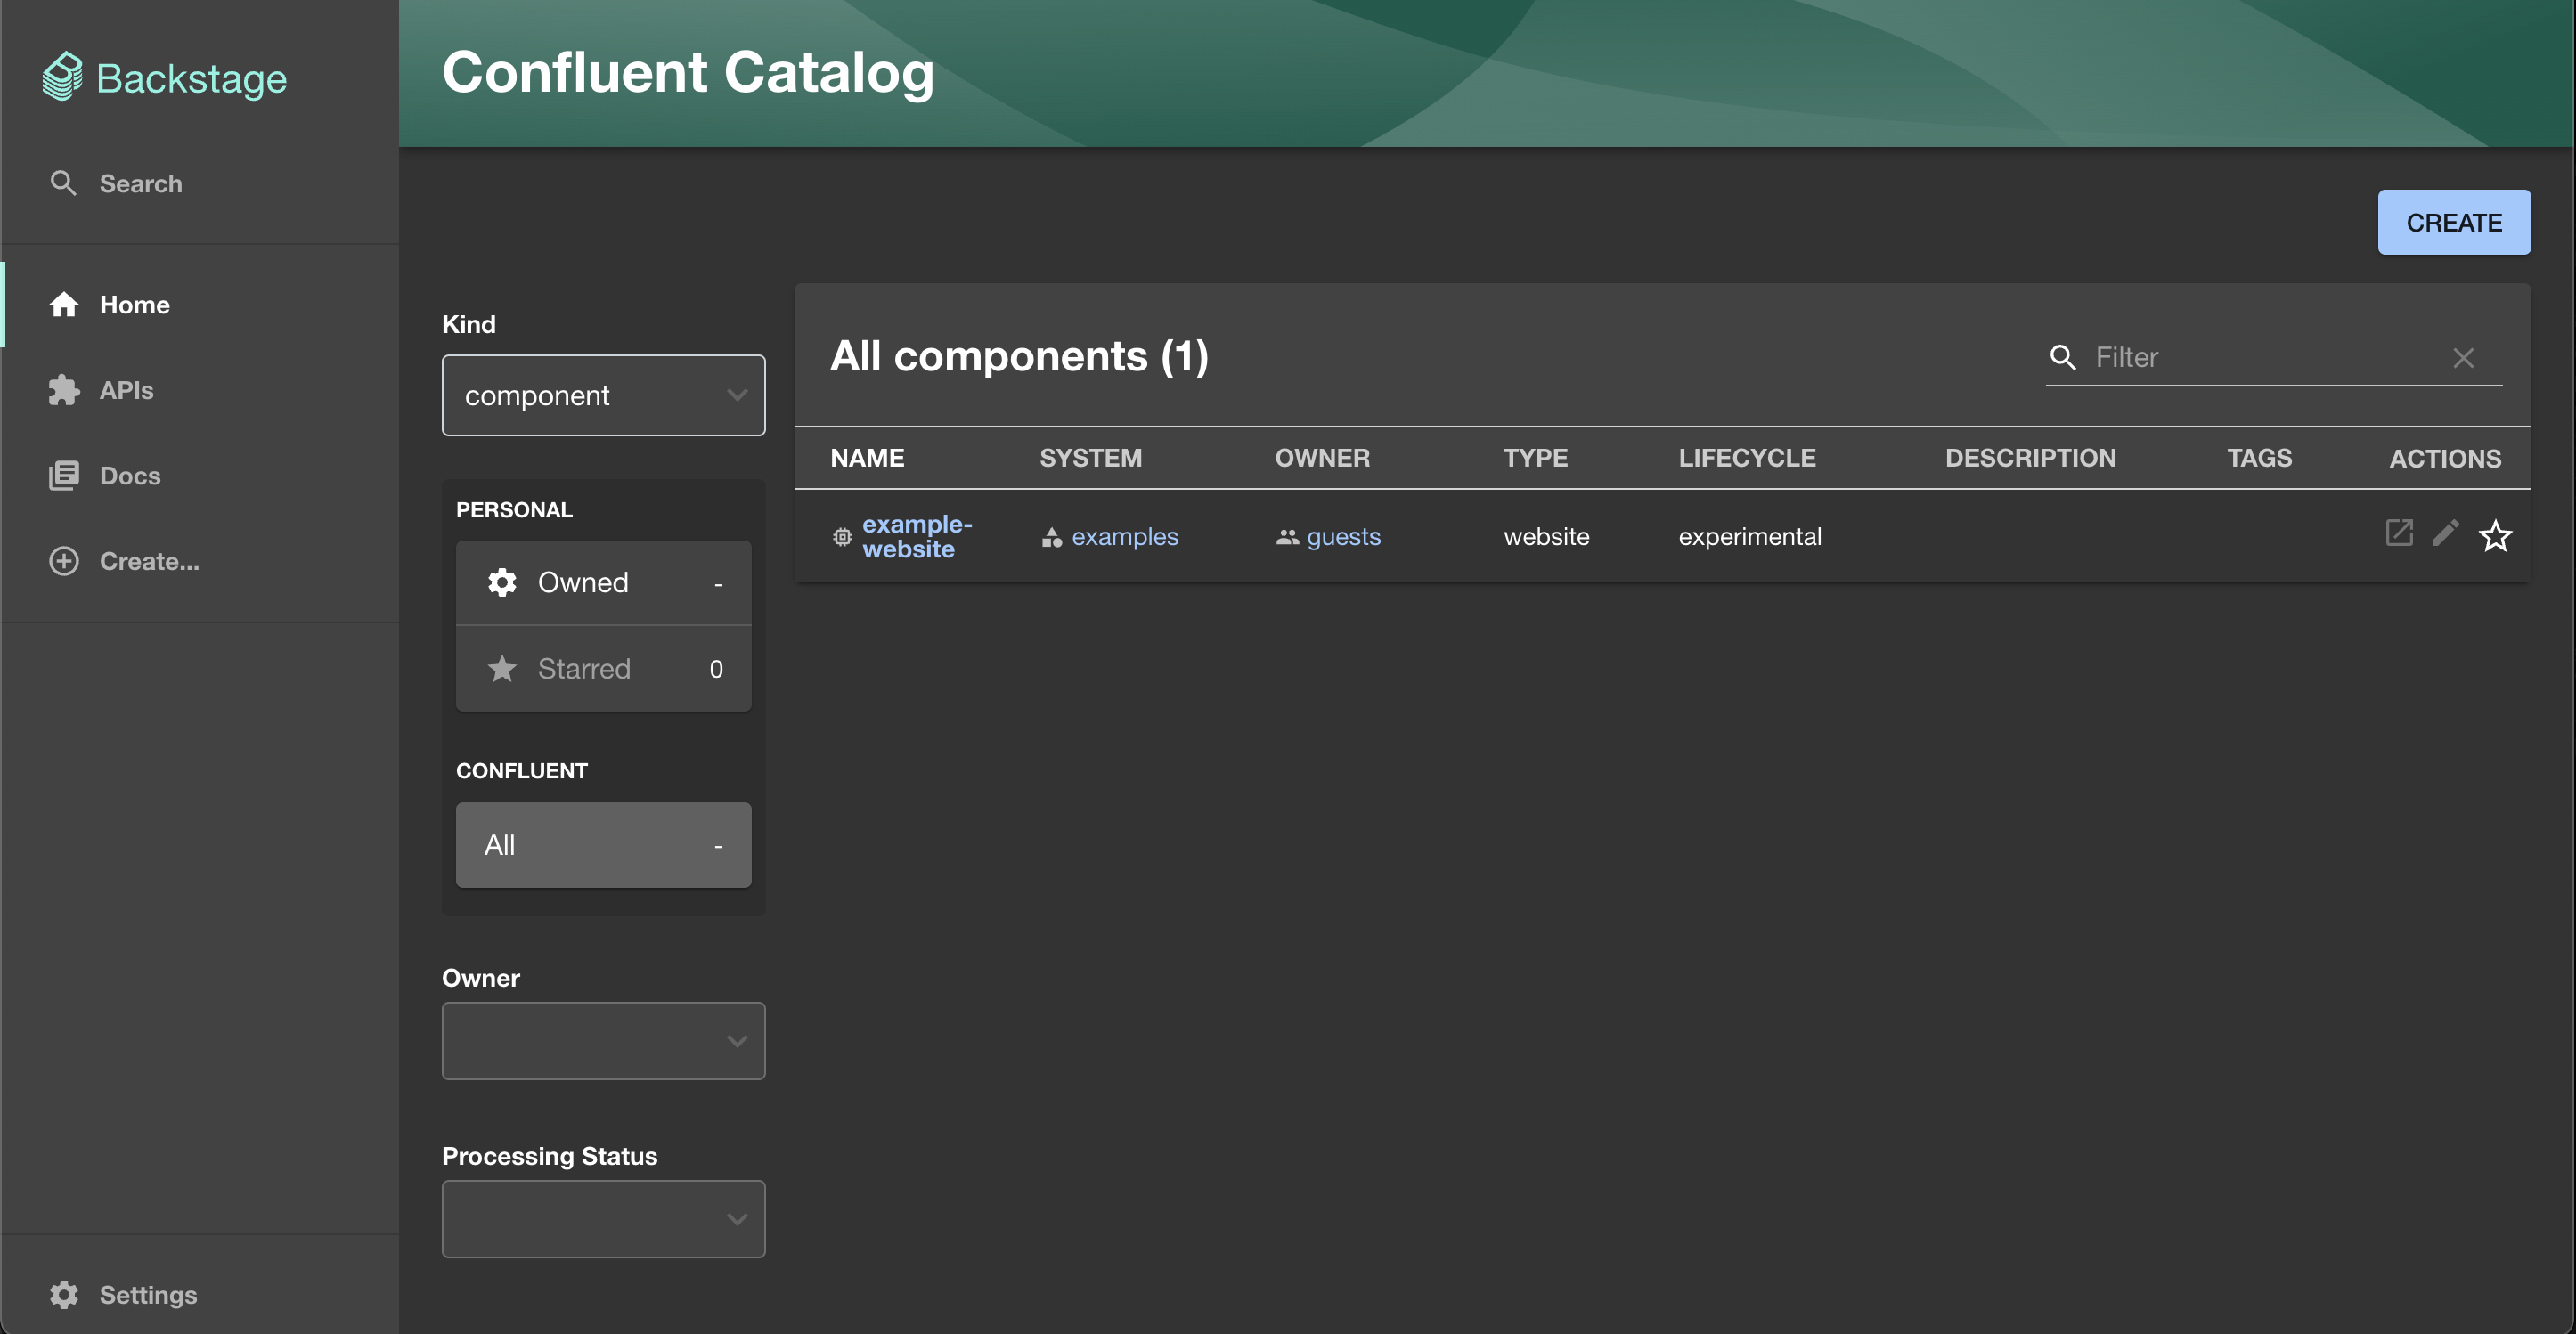 Backstage
Search
Home
APIs
Docs
Create...
Settings
Confluent Catalog
CREATE
Kind
component
PERSONAL
Owned -
Starred 0
CONFLUENT
All -
Owner
Processing Status
All components (1)
Filter
NAME SYSTEM OWNER TYPE LIFECYCLE DESCRIPTION TAGS ACTIONS
example-
website examples guests website experimental